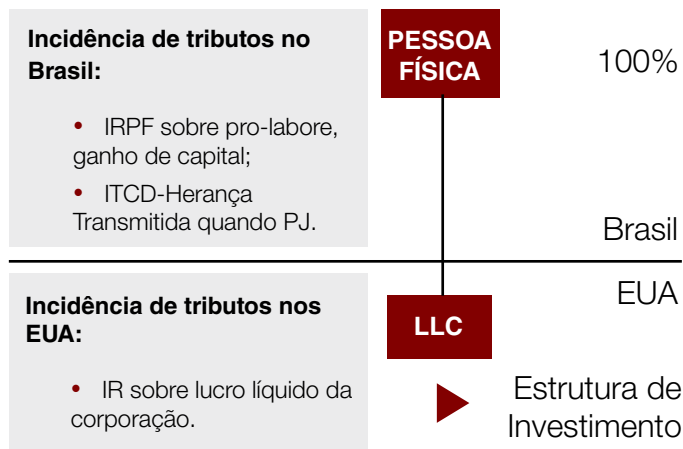 Incidência de tributos no
Brasil:
• IRPF sobre pro-labore,
ganho de capital;
• ITCD-Herança
Transmitida quando PJ.
PESSOA
FÍSICA
100%
Brasil
EUA
Incidência de tributos nos
EUA:
• IR sobre lucro líquido da
corporação.
LLC
Estrutura de
Investimento